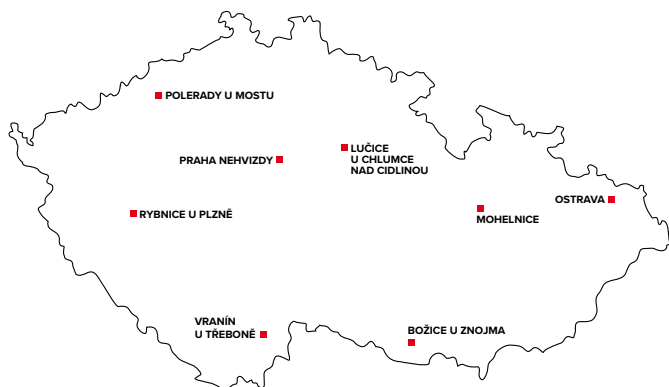 POLERADY U MOSTU
LUČICE
U CHLUMCE
NAD CIDLINOU
PRAHA NEHVIZDY
OSTRAVA
RYBNICE U PLZNĚ
MOHELNICE
VRANÍN
U TŘEBONĚ
BOŽICE U ZNOJMA